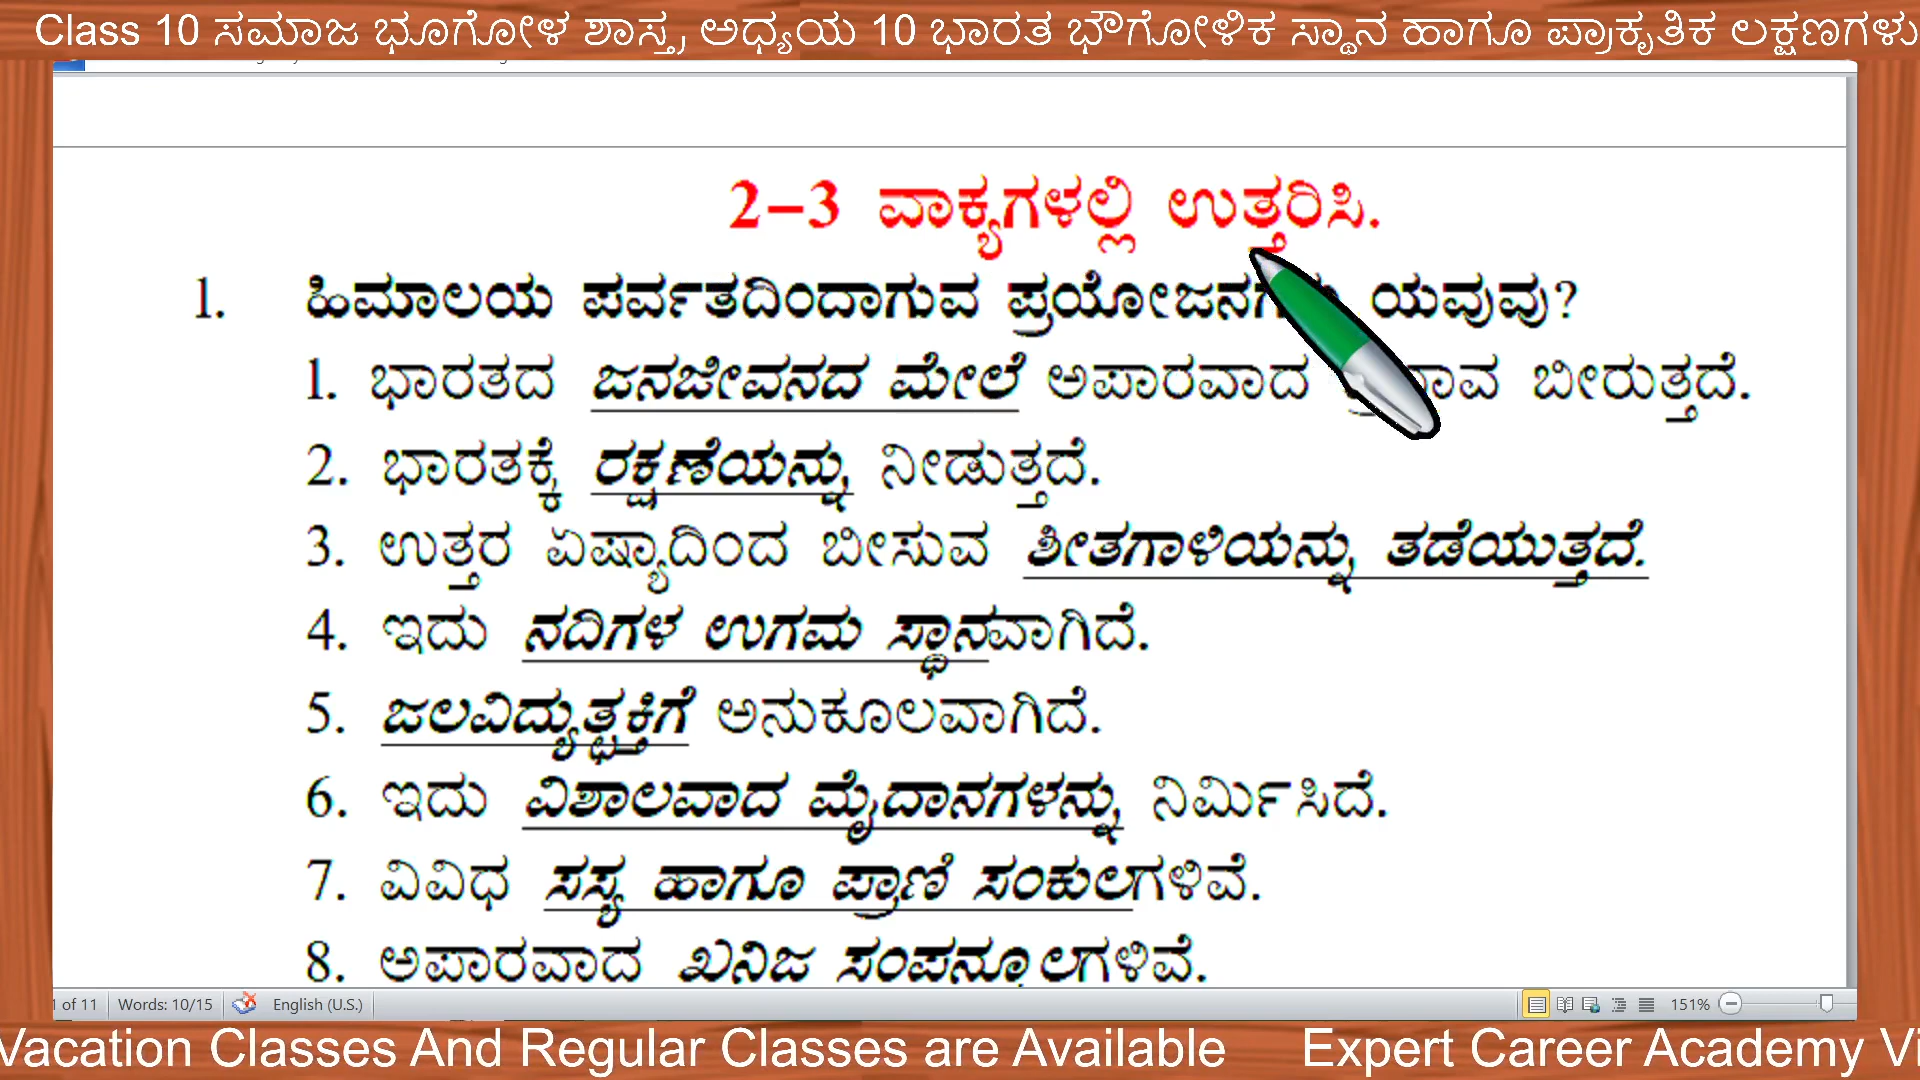 Class 10 ಸಮಾಜ ಭೂಗೋಳ ಶಾಸ್ತ್ರ ಅಧ್ಯಯ 10 ಭಾರತ ಭೌಗೋಳಿಕ ಸ್ಥಾನ ಹಾಗೂ ಪ್ರಾಕೃತಿಕ ಲಕ್ಷಣಗಳು
2–3 ವಾಕ್ಯಗಳಲ್ಲಿ ಉತ್ತರಿಸಿ.
1. ಹಿಮಾಲಯ ಪರ್ವತದಿಂದಾಗುವ ಯವುವು?
1. ಭಾರತದ ಜನಜೀವನದ ಮೇಲೆ ಅಪಾರವಾದ ಬೀರುತ್ತದೆ.
2. ಭಾರತಕ್ಕೆ ರಕ್ಷಣೆಯನ್ನು ನೀಡುತ್ತದೆ.
3. ಉತ್ತರ ಏಷ್ಯಾದಿಂದ ಬೀಸುವ ಶೀತಗಾಳಿಯನ್ನು ತಡೆಯುತ್ತದೆ.
4. ಇದು ನದಿಗಳ ಉಗಮ ಸ್ಥಾನವಾಗಿದೆ.
5. ಜಲವಿದ್ಯುತ್ಛಕ್ತಿಗೆ ಅನುಕೂಲವಾಗಿದೆ.
6. ಇದು ವಿಶಾಲವಾದ ಮೈದಾನಗಳನ್ನು ನಿರ್ಮಿಸಿದೆ.
7. ವಿವಿಧ ಸಸ್ಯ ಹಾಗೂ ಪ್ರಾಣಿ ಸಂಕುಲಗಳಿವೆ.
8. ಅಪಾರವಾದ ಖನಿಜ ಸಂಪನ್ಮೂಲಗಳಿವೆ.
of 11 Words: 10/15 English (U.S.) 151%
Vacation Classes And Regular Classes are Available Expert Career Academy Vi